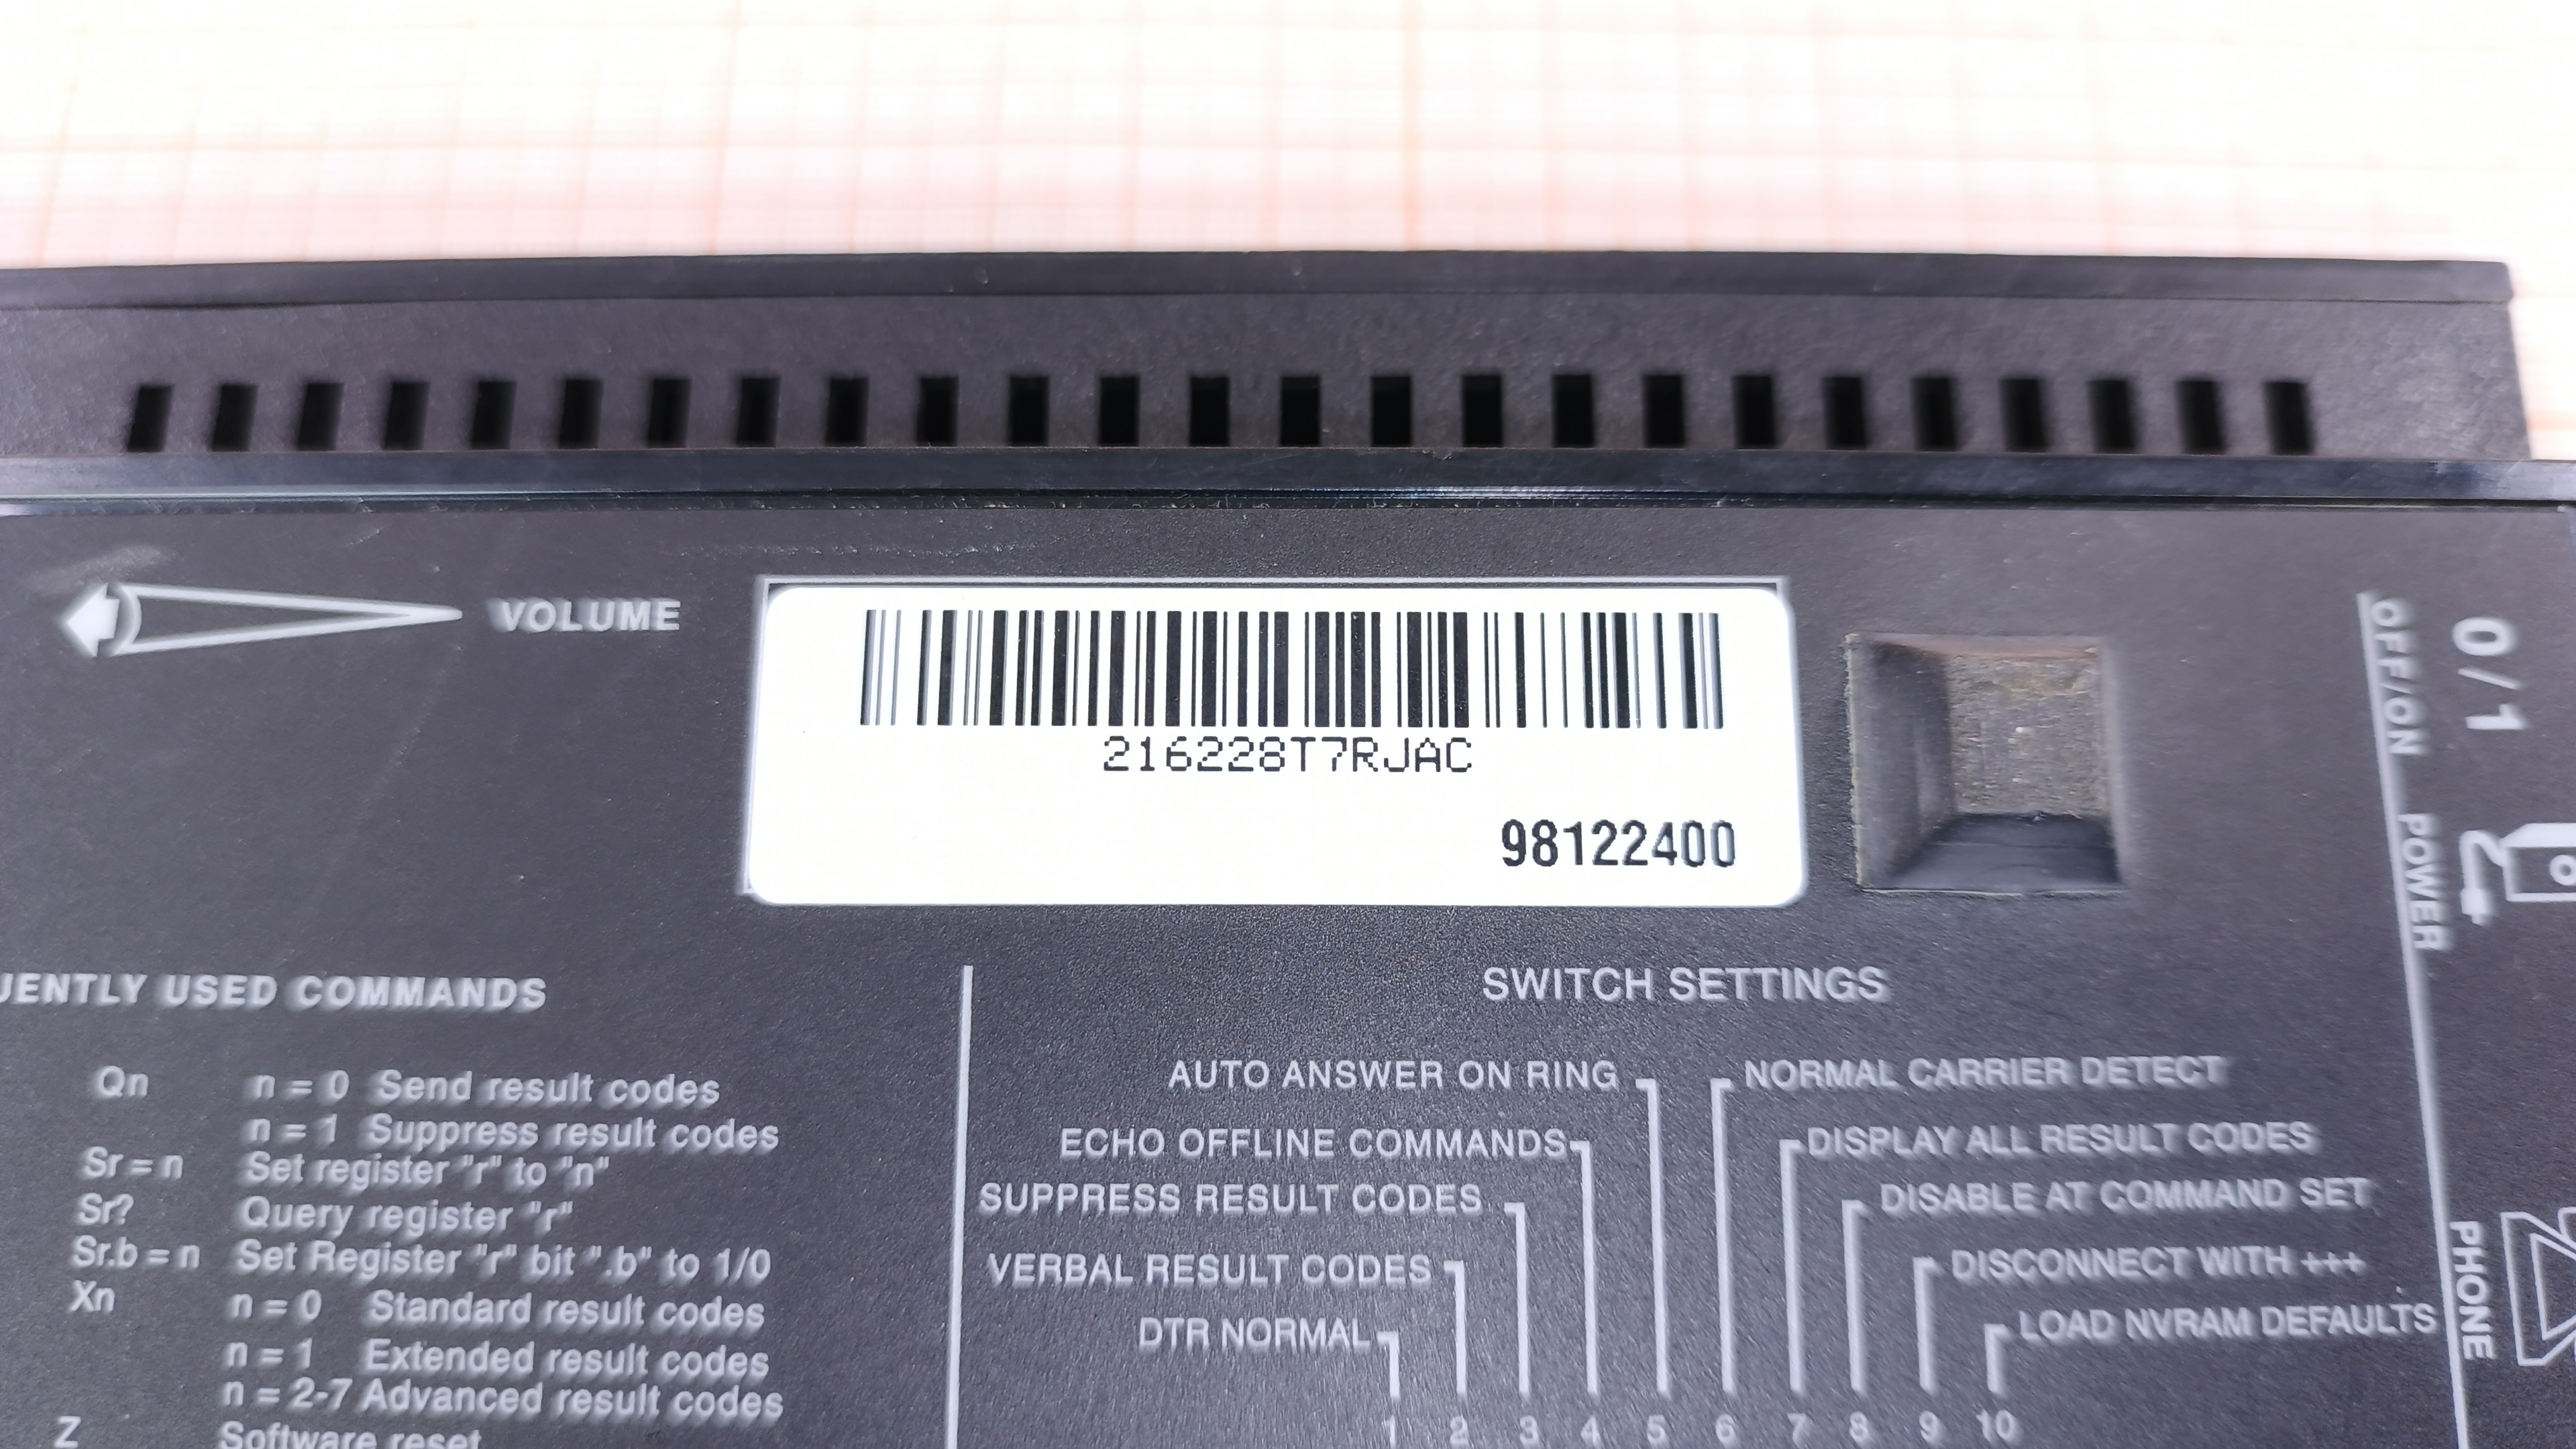 VOLUME
216228T7RJAC
98122400
0/1
OFF/ON POWER
PHONE
UENTLY USED COMMANDS
Qn n = 0 Send result codes
n = 1 Suppress result codes
Sr = n Set register "r" to "n"
Sr? Query register "r"
Sr.b = n Set Register "r" bit ".b" to 1/0
Xn n = 0 Standard result codes
n = 1 Extended result codes
n = 2-7 Advanced result codes
Z Software reset
SWITCH SETTINGS
AUTO ANSWER ON RING
ECHO OFFLINE COMMANDS
SUPPRESS RESULT CODES
VERBAL RESULT CODES
DTR NORMAL
NORMAL CARRIER DETECT
DISPLAY ALL RESULT CODES
DISABLE AT COMMAND SET
DISCONNECT WITH +++
LOAD NVRAM DEFAULTS
1 2 3 4 5 6 7 8 9 10